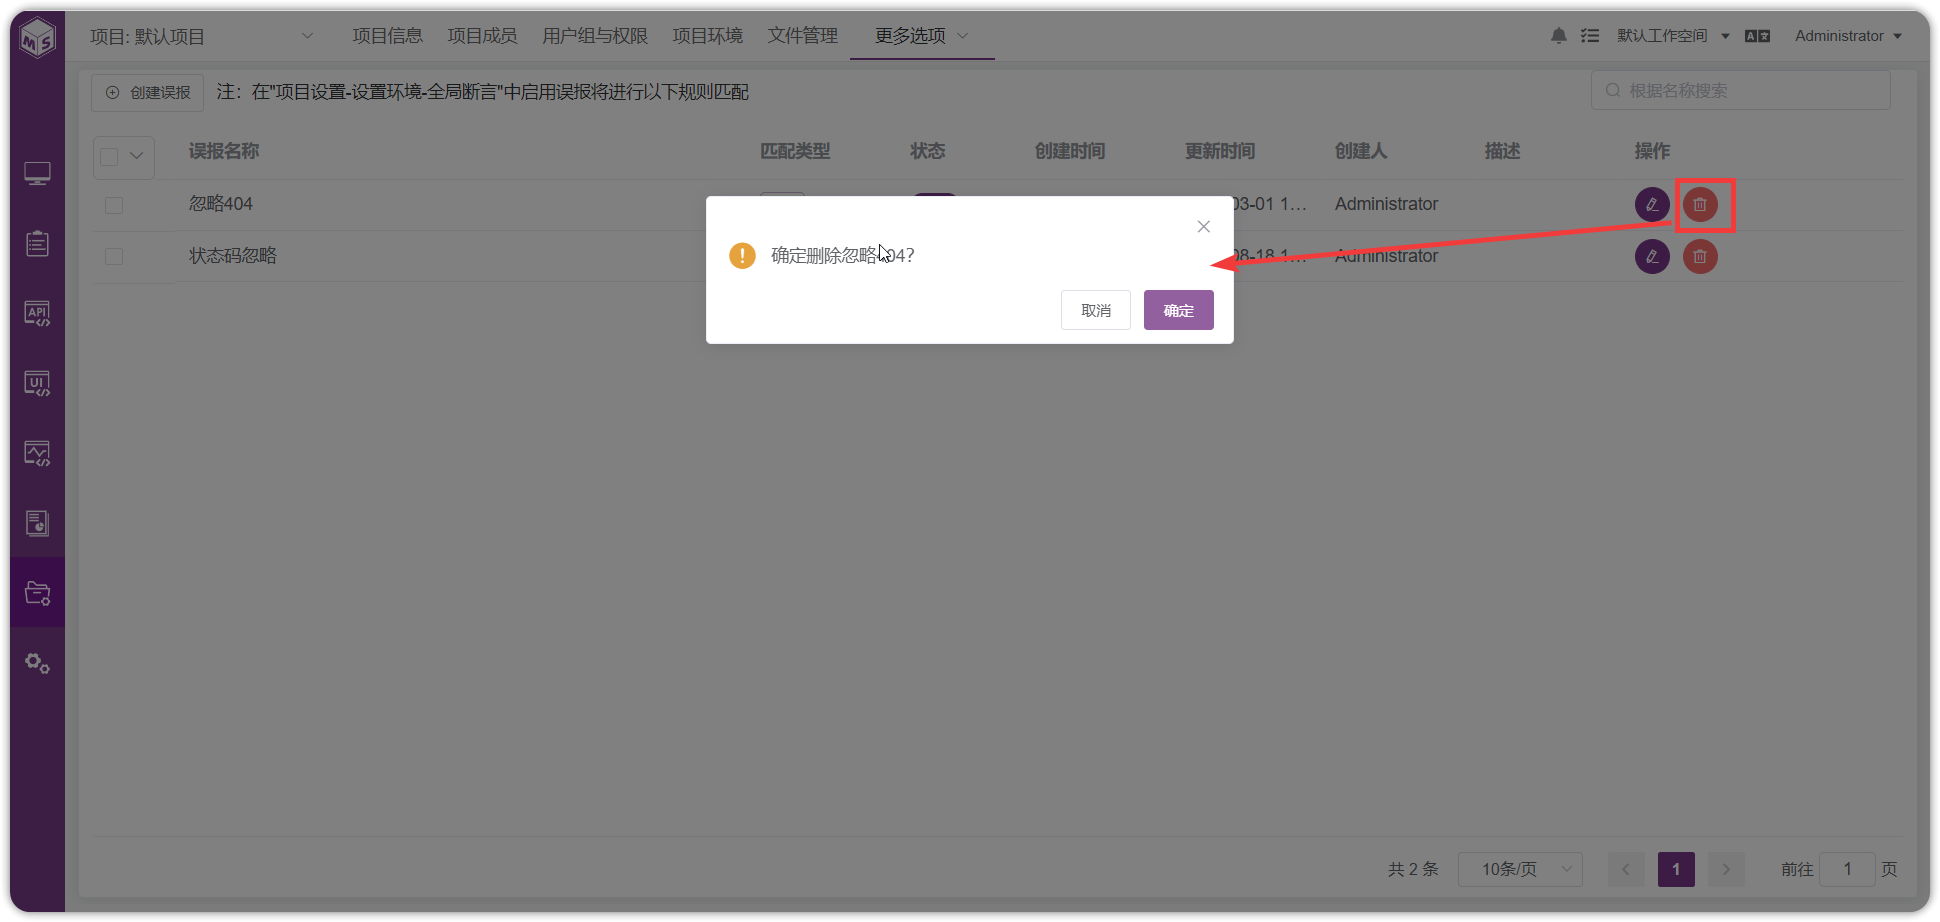 MS
项目: 默认项目
项目信息
项目成员
用户组与权限
项目环境
文件管理
更多选项
默认工作空间
Administrator
创建误报
注：在"项目设置-设置环境-全局断言"中启用误报将进行以下规则匹配
根据名称搜索
误报名称
匹配类型
状态
创建时间
更新时间
创建人
描述
操作
忽略404
03-01 1...
Administrator
状态码忽略
08-18 1...
Administrator
确定删除忽略404?
取消
确定
API
UI
共 2 条
10条/页
1
前往
1
页